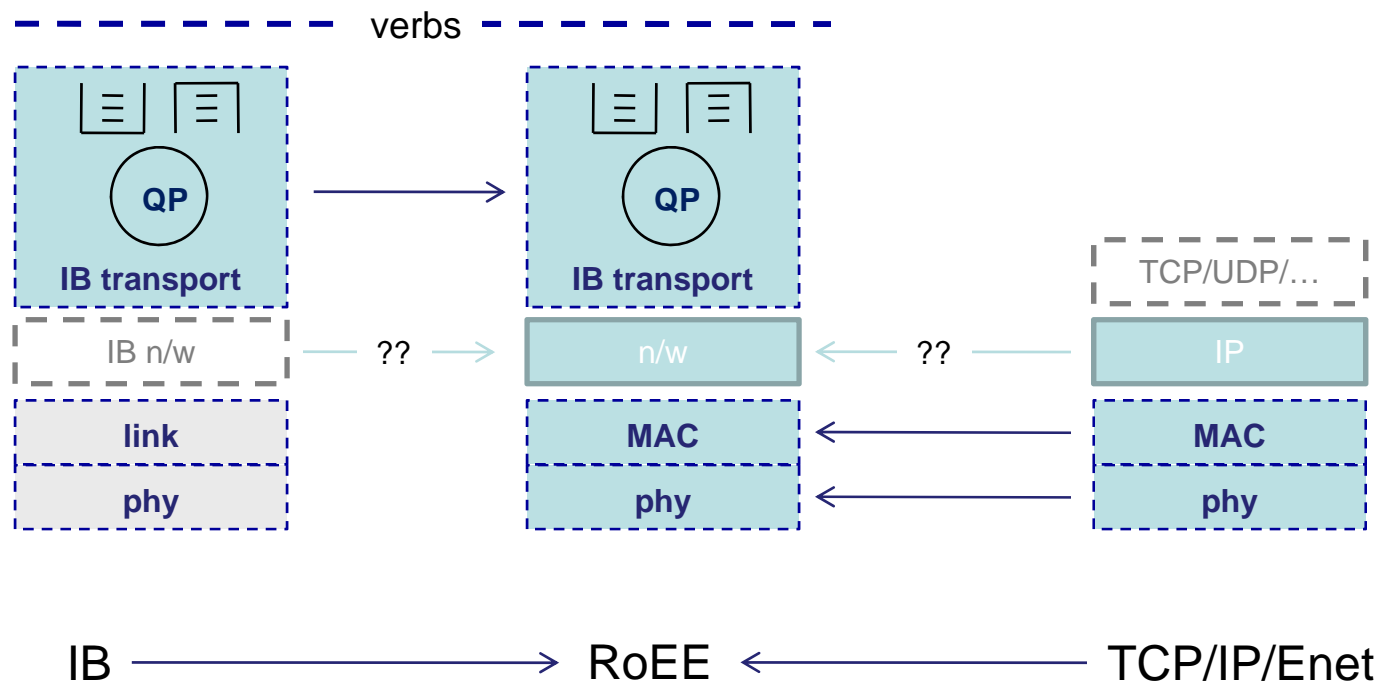 verbs
QP
IB transport
QP
IB transport
TCP/UDP/…
IB n/w
??
n/w
??
IP
link
MAC
MAC
phy
phy
phy
IB
RoEE
TCP/IP/Enet